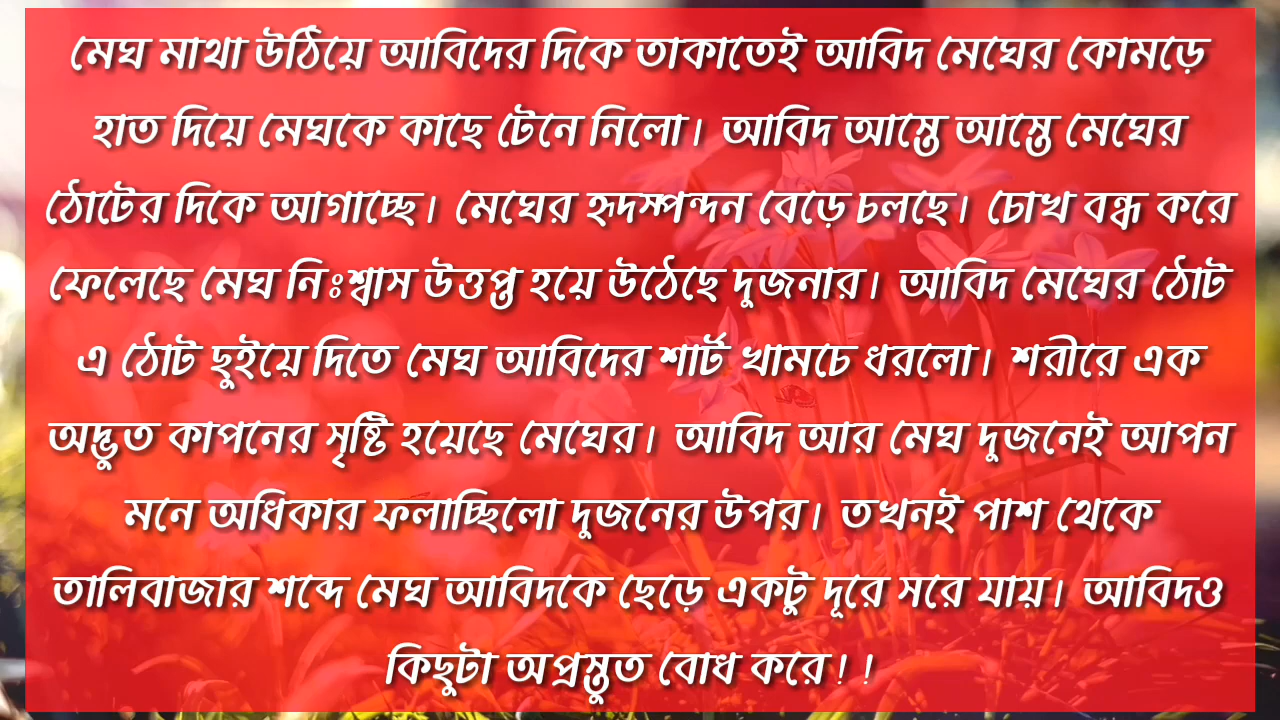 মেঘ মাথা উঠিয়ে আবিদের দিকে তাকাতেই আবিদ মেঘের কোমড়ে
হাত দিয়ে মেঘকে কাছে টেনে নিলো। আবিদ আস্তে আস্তে মেঘের
ঠোটের দিকে আগাচ্ছে। মেঘের হৃদস্পন্দন বেড়ে চলছে। চোখ বন্ধ করে
ফেলেছে মেঘ নিঃশ্বাস উত্তপ্ত হয়ে উঠেছে দুজনার। আবিদ মেঘের ঠোট
এ ঠোট ছুইয়ে দিতে মেঘ আবিদের শার্ট খামচে ধরলো। শরীরে এক
অদ্ভুত কাপনের সৃষ্টি হয়েছে মেঘের। আবিদ আর মেঘ দুজনেই আপন
মনে অধিকার ফলাচ্ছিলো দুজনের উপর। তখনই পাশ থেকে
তালিবাজার শব্দে মেঘ আবিদকে ছেড়ে একটু দূরে সরে যায়। আবিদও
কিছুটা অপ্রস্তুত বোধ করে!!